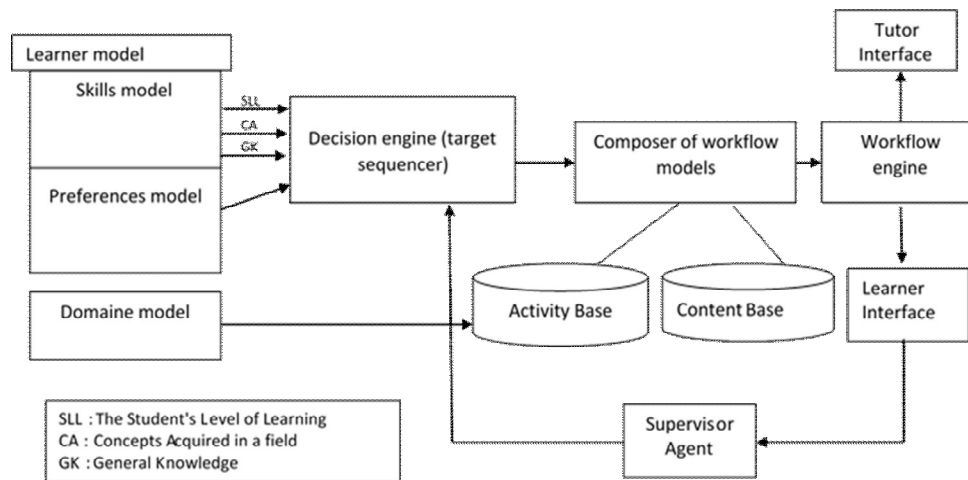 Learner model
Skills model
Preferences model
SLL
CA
GK
Decision engine (target
sequencer)
Composer of workflow
models
Workflow
engine
Tutor
Interface
Learner
Interface
Domaine model
Activity Base
Content Base
Supervisor
Agent
SLL : The Student's Level of Learning
CA : Concepts Acquired in a field
GK : General Knowledge